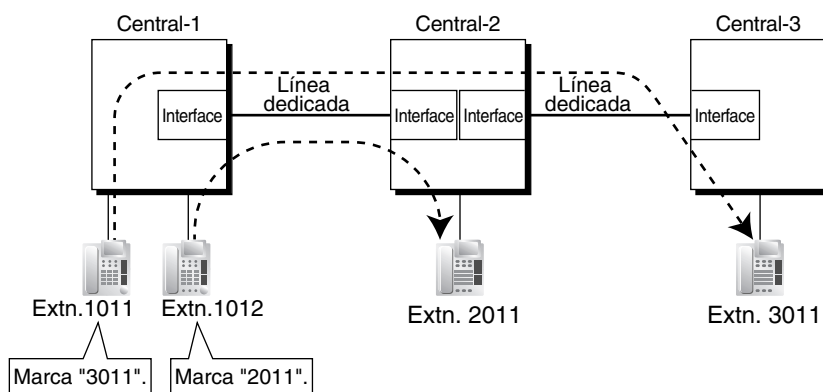 Central-1
Central-2
Central-3
Línea
dedicada
Línea
dedicada
Interface
Interface
Interface
Interface
Extn.1011
Extn.1012
Extn. 2011
Extn. 3011
Marca "3011".
Marca "2011".